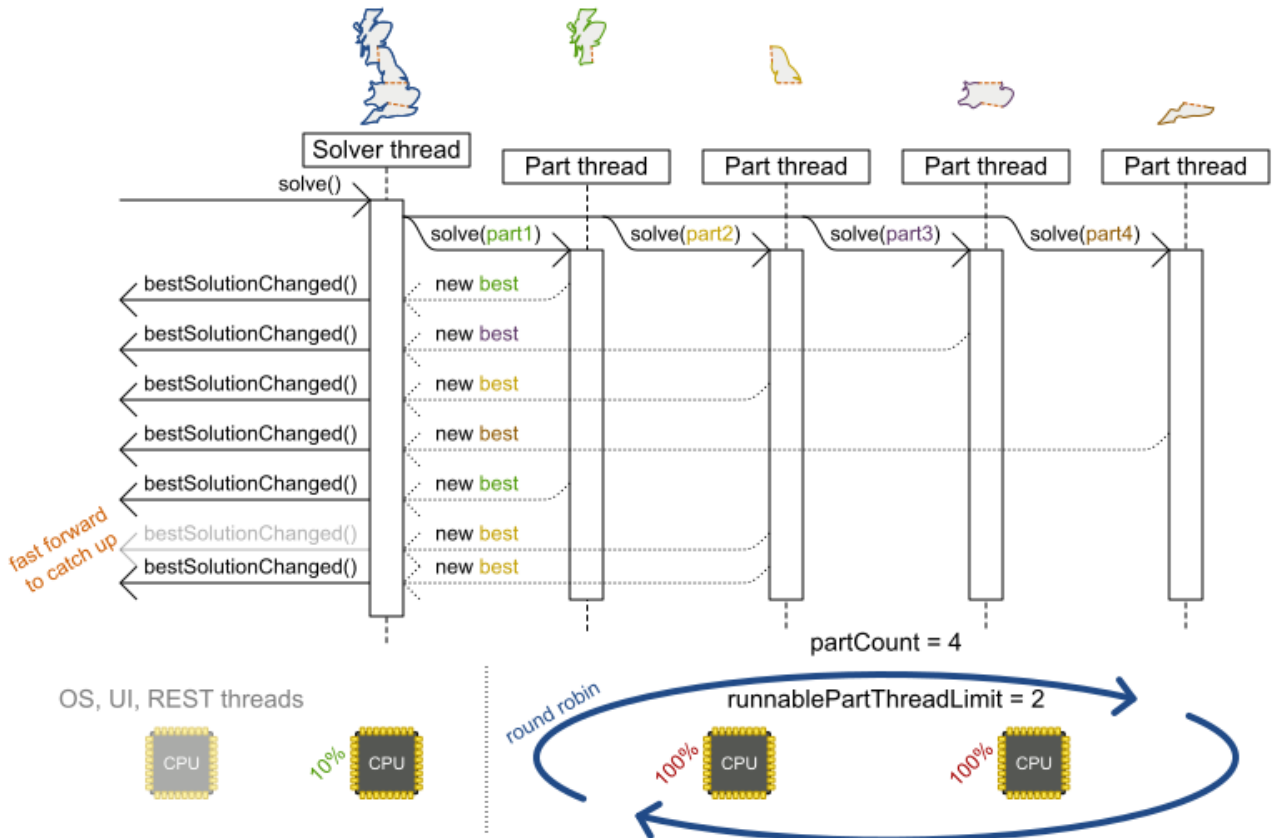 Solver thread
Part thread
Part thread
Part thread
Part thread
solve()
solve(part1)
solve(part2)
solve(part3)
solve(part4)
bestSolutionChanged()
new best
bestSolutionChanged()
new best
bestSolutionChanged()
new best
bestSolutionChanged()
new best
bestSolutionChanged()
new best
fast forward
to catch up
bestSolutionChanged()
new best
bestSolutionChanged()
new best
partCount = 4
OS, UI, REST threads
round robin
runnablePartThreadLimit = 2
CPU
10%
CPU
100%
CPU
100%
CPU